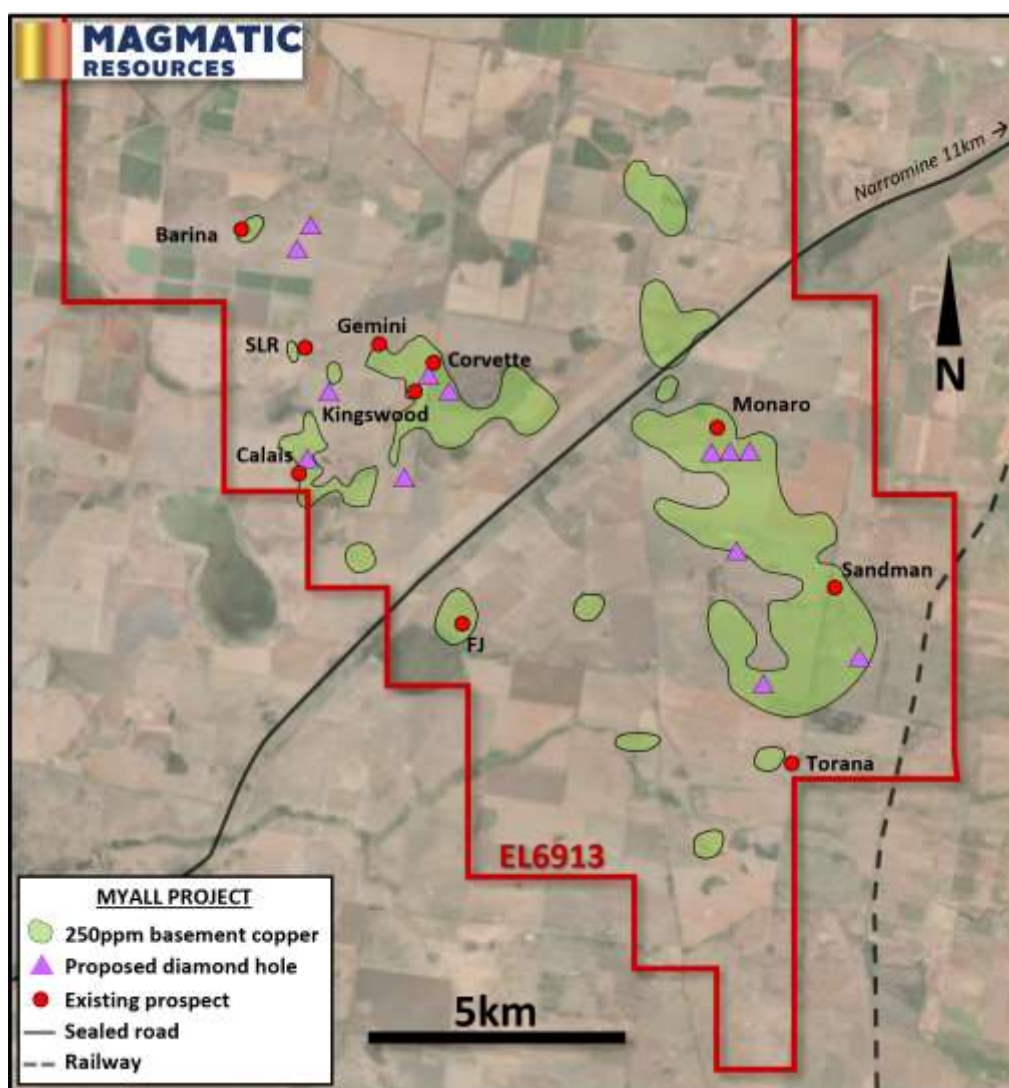 MAGMATIC
RESOURCES
Narromine 11km →
Barina
SLR
Gemini
Corvette
Kingswood
Calais
Monaro
N
Sandman
FJ
Torana
EL6913
5km
MYALL PROJECT
250ppm basement copper
Proposed diamond hole
Existing prospect
Sealed road
Railway